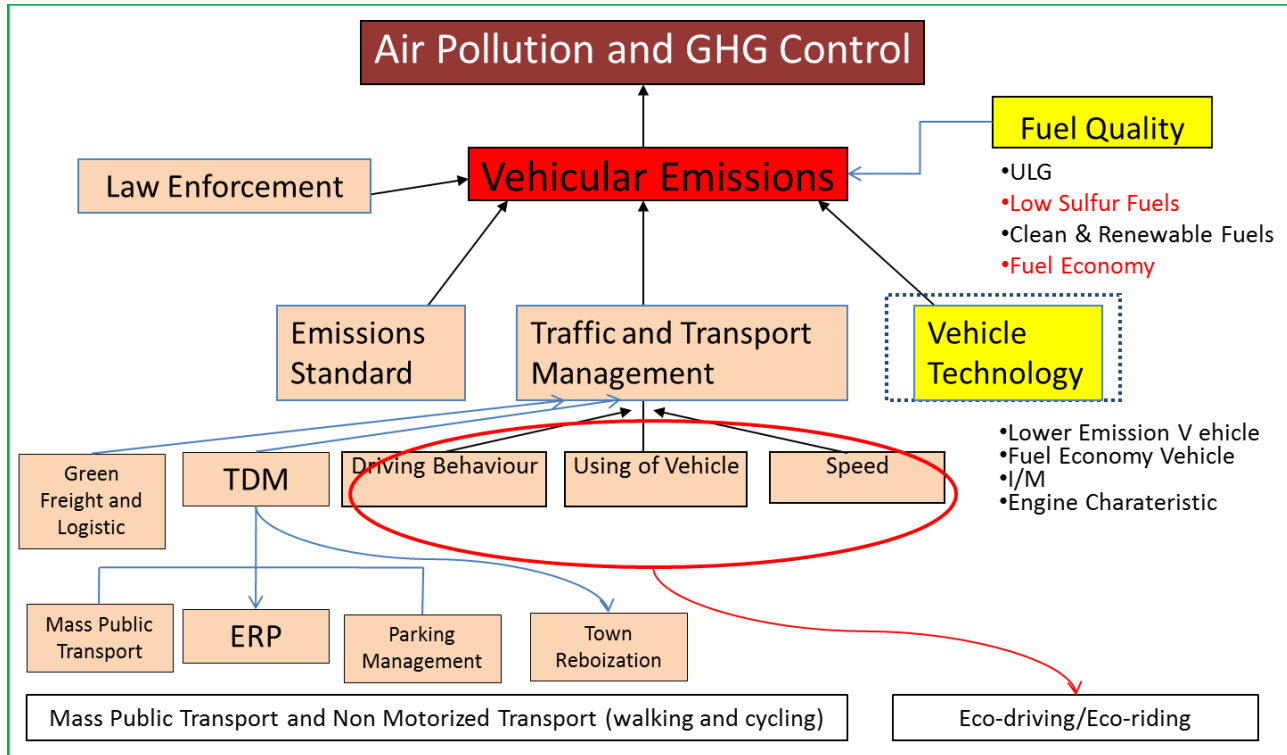 Air Pollution and GHG Control
Fuel Quality
Law Enforcement
Vehicular Emissions
•ULG
•Low Sulfur Fuels
•Clean & Renewable Fuels
•Fuel Economy
Emissions
Standard
Traffic and Transport
Management
Vehicle
Technology
•Lower Emission V ehicle
•Fuel Economy Vehicle
•I/M
•Engine Charateristic
Green
Freight and
Logistic
TDM
Driving Behaviour
Using of Vehicle
Speed
Mass Public
Transport
ERP
Parking
Management
Town
Reboization
Mass Public Transport and Non Motorized Transport (walking and cycling)
Eco-driving/Eco-riding